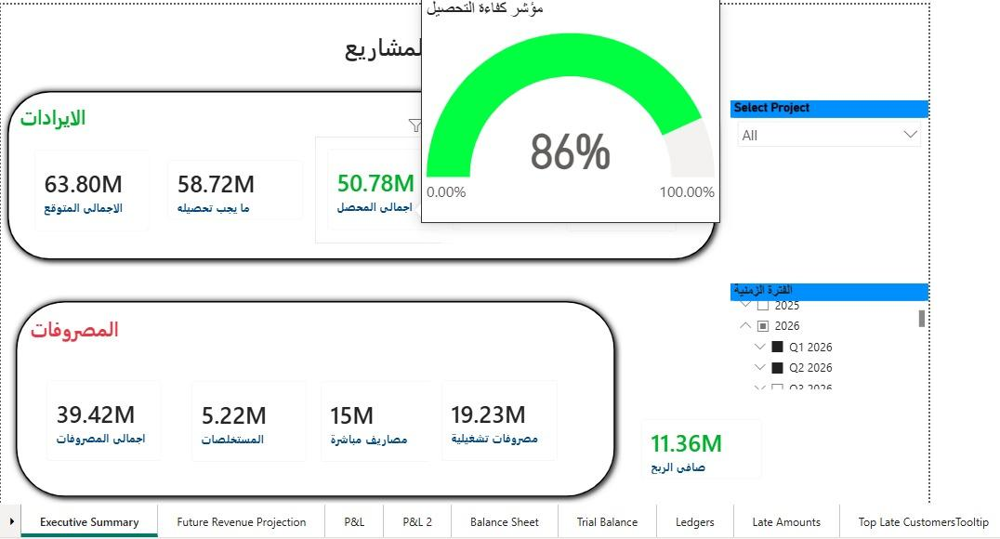 مؤشر كفاءة التحصيل
86%
0.00%
100.00%
لمشاريع
الايرادات
63.80M
الاجمالى المتوقع
58.72M
ما يجب تحصيله
50.78M
اجمالى المحصل
Select Project
All
الفترة الزمنية
2025
2026
Q1 2026
Q2 2026
Q3 2026
المصروفات
39.42M
اجمالى المصروفات
5.22M
المستخلصات
15M
مصاريف مباشرة
19.23M
مصروفات تشغيلية
11.36M
صافي الربح
Executive Summary
Future Revenue Projection
P&L
P&L 2
Balance Sheet
Trial Balance
Ledgers
Late Amounts
Top Late CustomersTooltip